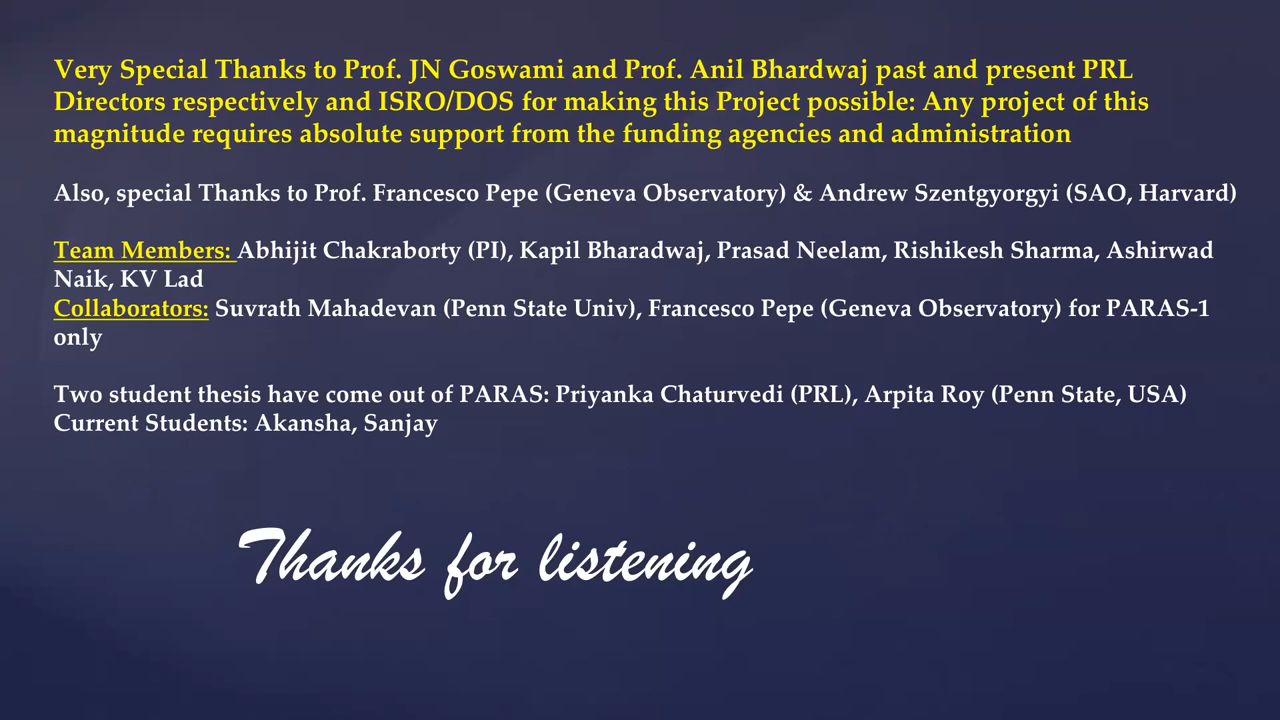 Very Special Thanks to Prof. JN Goswami and Prof. Anil Bhardwaj past and present PRL
Directors respectively and ISRO/DOS for making this Project possible: Any project of this
magnitude requires absolute support from the funding agencies and administration
Also, special Thanks to Prof. Francesco Pepe (Geneva Observatory) & Andrew Szentgyorgyi (SAO, Harvard)
Team Members: Abhijit Chakraborty (PI), Kapil Bharadwaj, Prasad Neelam, Rishikesh Sharma, Ashirwad
Naik, KV Lad
Collaborators: Suvrath Mahadevan (Penn State Univ), Francesco Pepe (Geneva Observatory) for PARAS-1
only
Two student thesis have come out of PARAS: Priyanka Chaturvedi (PRL), Arpita Roy (Penn State, USA)
Current Students: Akansha, Sanjay
Thanks for listening